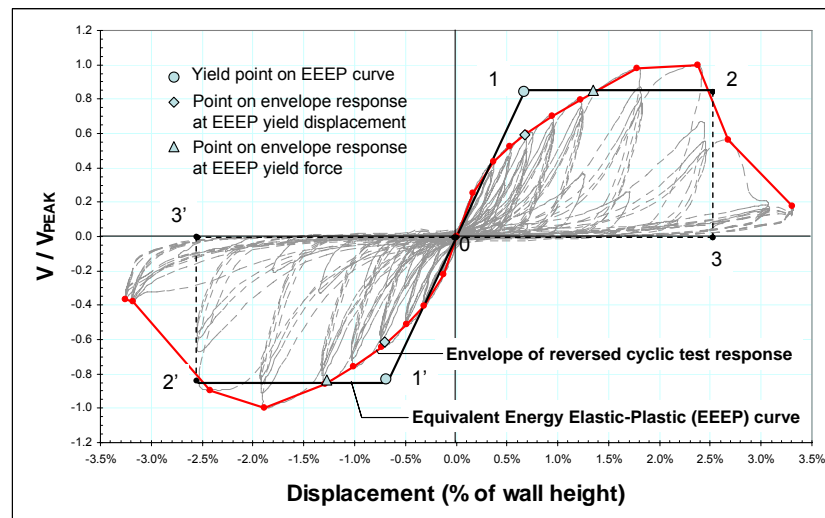 1.2
1.0
0.8
0.6
0.4
0.2
0.0
-0.2
-0.4
-0.6
-0.8
-1.0
-1.2
V / VPEAK
Yield point on EEEP curve
Point on envelope response
at EEEP yield displacement
Point on envelope response
at EEEP yield force
1
2
3'
0
3
2'
1'
Envelope of reversed cyclic test response
Equivalent Energy Elastic-Plastic (EEEP) curve
-3.5% -3.0% -2.5% -2.0% -1.5% -1.0% -0.5% 0.0% 0.5% 1.0% 1.5% 2.0% 2.5% 3.0% 3.5%
Displacement (% of wall height)